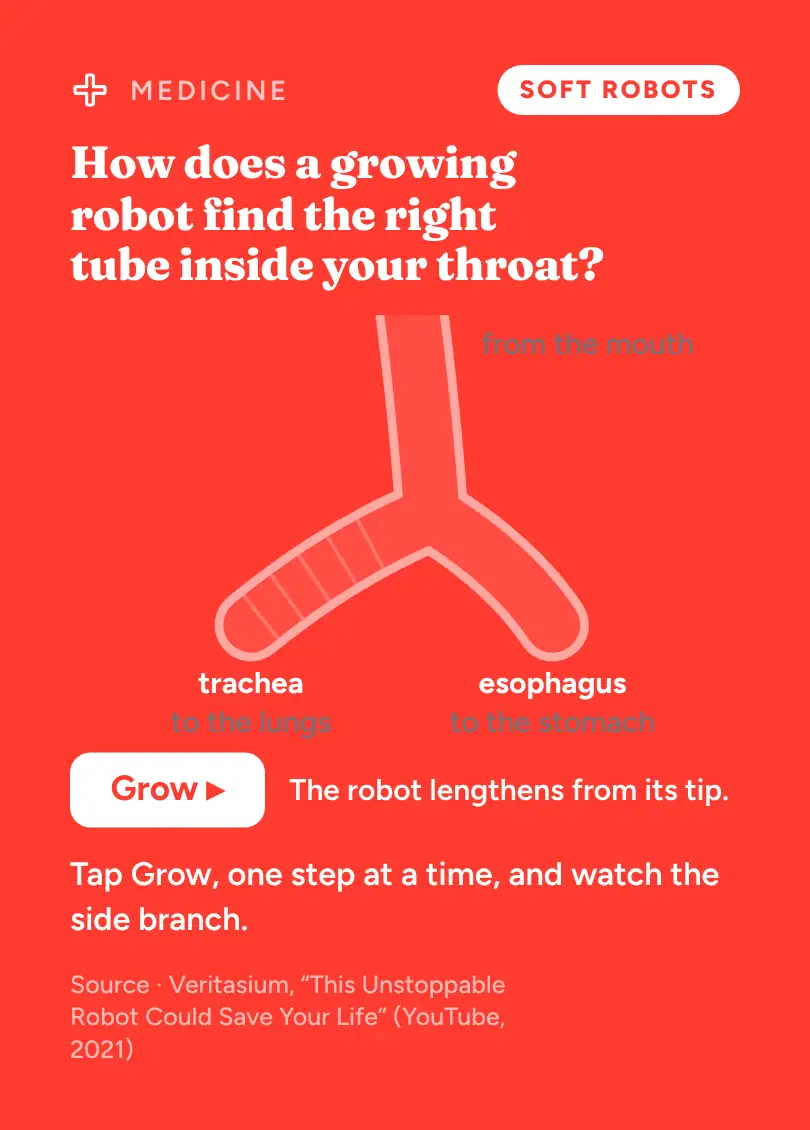 MEDICINE
SOFT ROBOTS
How does a growing
robot find the right
tube inside your throat?
from the mouth
trachea
to the lungs
esophagus
to the stomach
Grow ▶
The robot lengthens from its tip.
Tap Grow, one step at a time, and watch the
side branch.
Source · Veritasium, “This Unstoppable
Robot Could Save Your Life” (YouTube,
2021)